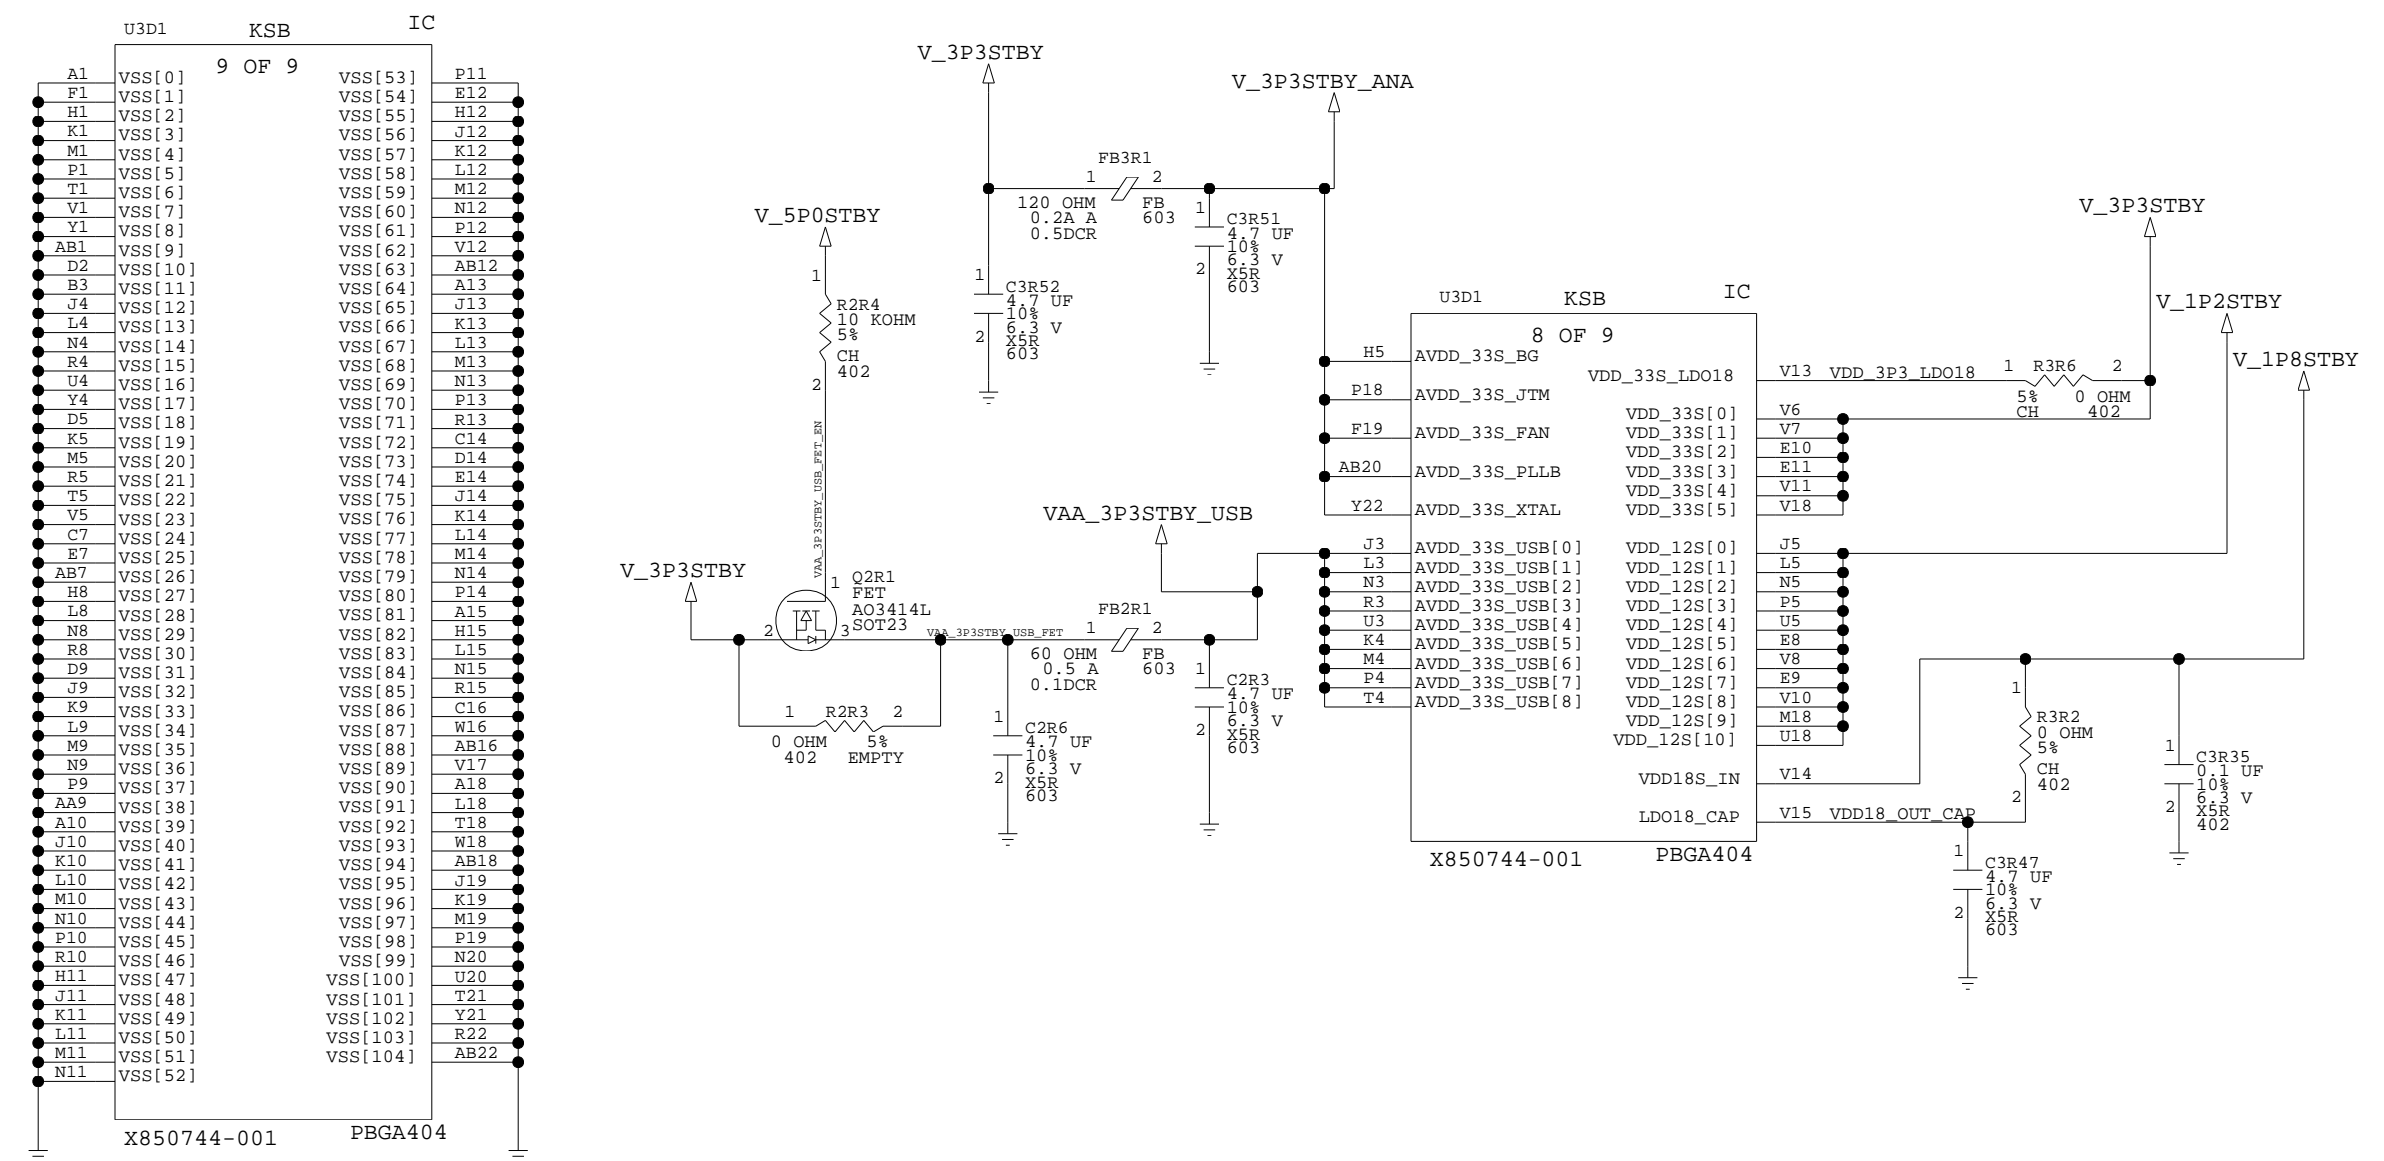 U3D1 KSB IC
9 OF 9
A1 VSS[0] VSS[53] P11
F1 VSS[1] VSS[54] E12
H1 VSS[2] VSS[55] H12
K1 VSS[3] VSS[56] J12
M1 VSS[4] VSS[57] K12
P1 VSS[5] VSS[58] L12
T1 VSS[6] VSS[59] M12
V1 VSS[7] VSS[60] N12
Y1 VSS[8] VSS[61] P12
AB1 VSS[9] VSS[62] V12
D2 VSS[10] VSS[63] AB12
B3 VSS[11] VSS[64] A13
J4 VSS[12] VSS[65] J13
L4 VSS[13] VSS[66] K13
N4 VSS[14] VSS[67] L13
R4 VSS[15] VSS[68] M13
U4 VSS[16] VSS[69] N13
Y4 VSS[17] VSS[70] P13
D5 VSS[18] VSS[71] R13
K5 VSS[19] VSS[72] C14
M5 VSS[20] VSS[73] D14
R5 VSS[21] VSS[74] E14
T5 VSS[22] VSS[75] J14
V5 VSS[23] VSS[76] K14
C7 VSS[24] VSS[77] L14
E7 VSS[25] VSS[78] M14
AB7 VSS[26] VSS[79] N14
H8 VSS[27] VSS[80] P14
L8 VSS[28] VSS[81] A15
N8 VSS[29] VSS[82] H15
R8 VSS[30] VSS[83] L15
D9 VSS[31] VSS[84] N15
J9 VSS[32] VSS[85] R15
K9 VSS[33] VSS[86] C16
L9 VSS[34] VSS[87] W16
M9 VSS[35] VSS[88] AB16
N9 VSS[36] VSS[89] V17
P9 VSS[37] VSS[90] A18
AA9 VSS[38] VSS[91] L18
A10 VSS[39] VSS[92] T18
J10 VSS[40] VSS[93] W18
K10 VSS[41] VSS[94] AB18
L10 VSS[42] VSS[95] J19
M10 VSS[43] VSS[96] K19
N10 VSS[44] VSS[97] M19
P10 VSS[45] VSS[98] P19
R10 VSS[46] VSS[99] N20
H11 VSS[47] VSS[100] U20
J11 VSS[48] VSS[101] T21
K11 VSS[49] VSS[102] Y21
L11 VSS[50] VSS[103] R22
M11 VSS[51] VSS[104] AB22
N11 VSS[52]
X850744-001 PBGA404
V_5P0STBY
1
R2R4
10 KOHM
5%
CH
402
2
VAA_3P3STBY_USB_FET_EN
V_3P3STBY
1
Q2R1
FET
AO3414L
SOT23
2 3
VAA_3P3STBY_USB_FET
1 R2R3 2
0 OHM 5%
402 EMPTY
V_3P3STBY
V_3P3STBY_ANA
FB3R1
1 2
120 OHM FB
0.2A A 603
0.5DCR
1
C3R52
4.7 UF
10%
6.3 V
2
X5R
603
1
C3R51
4.7 UF
10%
6.3 V
2
X5R
603
VAA_3P3STBY_USB
FB2R1
1 2
60 OHM FB
0.5 A 603
0.1DCR
1
C2R6
4.7 UF
10%
6.3 V
2
X5R
603
1
C2R3
4.7 UF
10%
6.3 V
2
X5R
603
U3D1 KSB IC
8 OF 9
H5 AVDD_33S_BG
P18 AVDD_33S_JTM
F19 AVDD_33S_FAN
AB20 AVDD_33S_PLLB
Y22 AVDD_33S_XTAL
J3 AVDD_33S_USB[0]
L3 AVDD_33S_USB[1]
N3 AVDD_33S_USB[2]
R3 AVDD_33S_USB[3]
U3 AVDD_33S_USB[4]
K4 AVDD_33S_USB[5]
M4 AVDD_33S_USB[6]
P4 AVDD_33S_USB[7]
T4 AVDD_33S_USB[8]
VDD_33S_LDO18 V13 VDD_3P3_LDO18
VDD_33S[0] V6
VDD_33S[1] V7
VDD_33S[2] E10
VDD_33S[3] E11
VDD_33S[4] V11
VDD_33S[5] V18
VDD_12S[0] J5
VDD_12S[1] L5
VDD_12S[2] N5
VDD_12S[3] P5
VDD_12S[4] U5
VDD_12S[5] E8
VDD_12S[6] V8
VDD_12S[7] E9
VDD_12S[8] V10
VDD_12S[9] M18
VDD_12S[10] U18
VDD18S_IN V14
LDO18_CAP V15 VDD18_OUT_CAP
X850744-001 PBGA404
V_3P3STBY
V_1P2STBY
V_1P8STBY
1 R3R6 2
5% 0 OHM
CH 402
1
R3R2
0 OHM
5%
CH
402
2
1
C3R35
0.1 UF
10%
6.3 V
2
X5R
402
1
C3R47
4.7 UF
10%
6.3 V
2
X5R
603